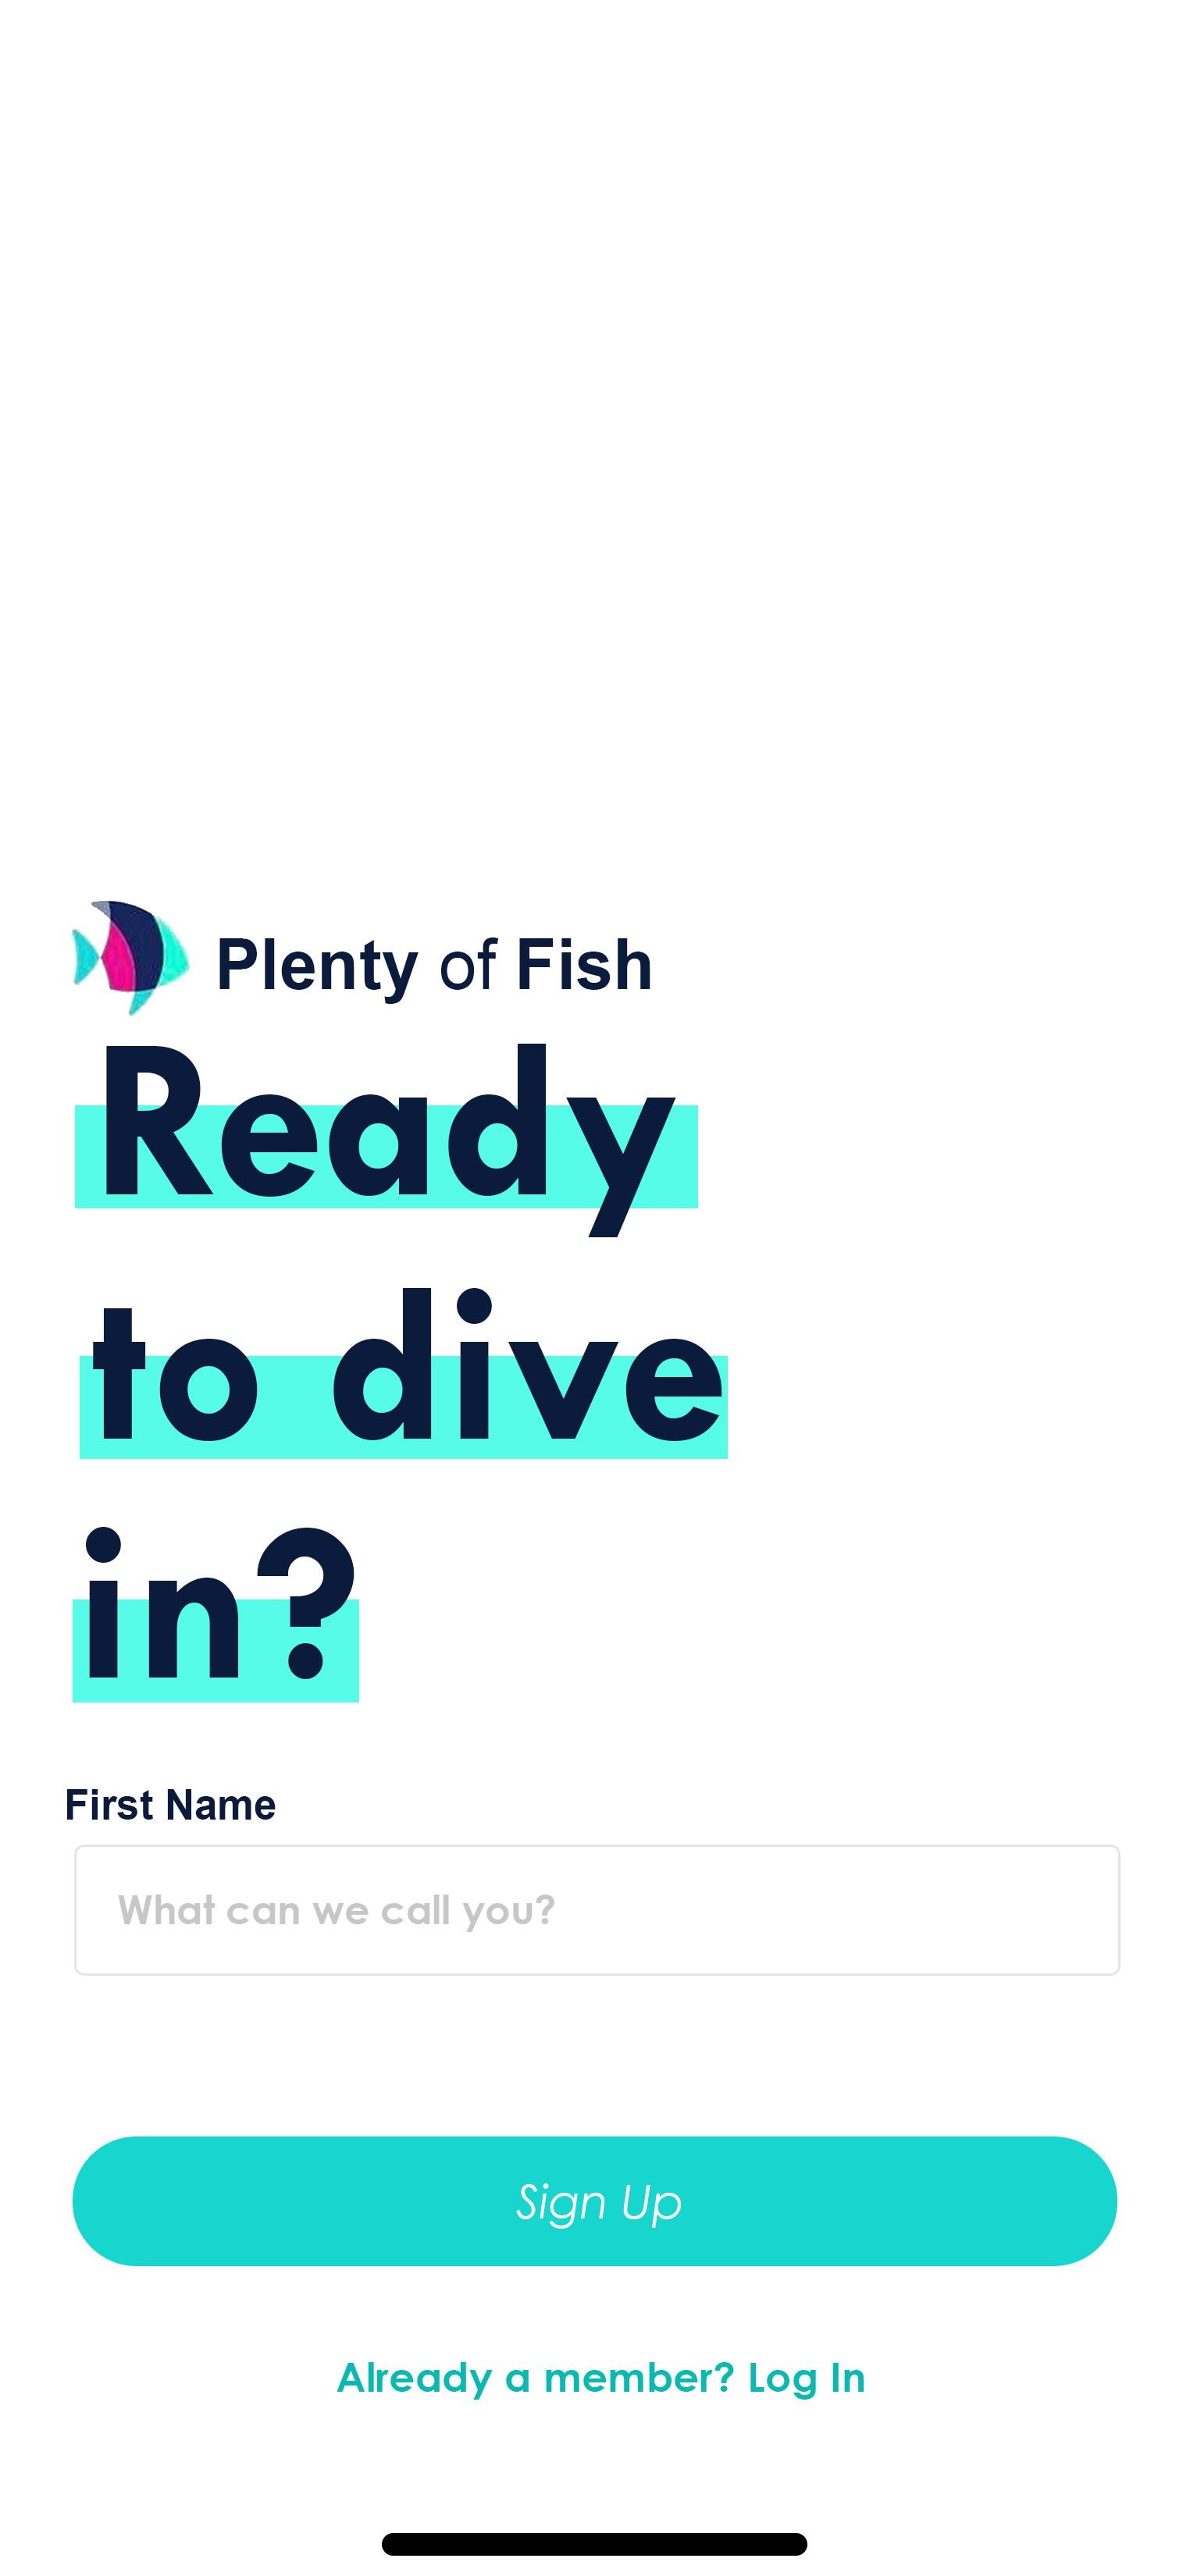 Plenty of Fish
Ready
to dive
in?
First Name
What can we call you?
Sign Up
Already a member? Log In